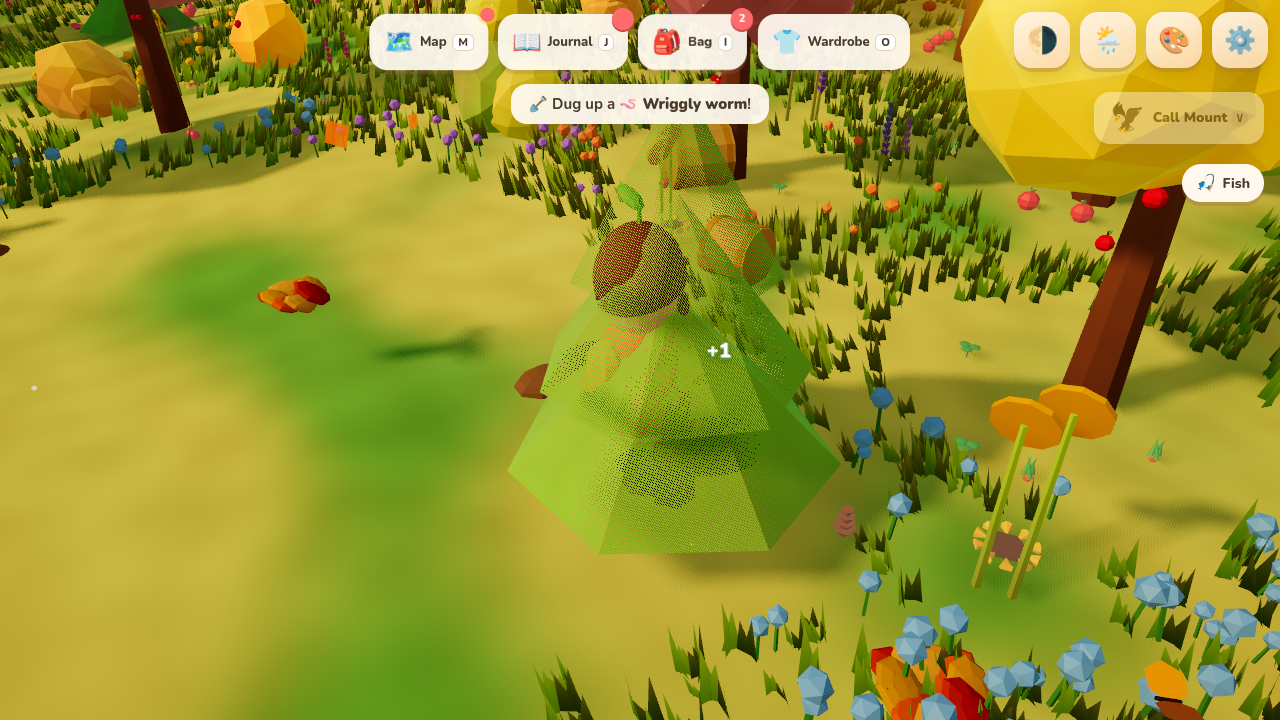 Map M
Journal J
Bag I
2
Wardrobe O
Dug up a Wriggly worm!
Call Mount V
Fish
+1